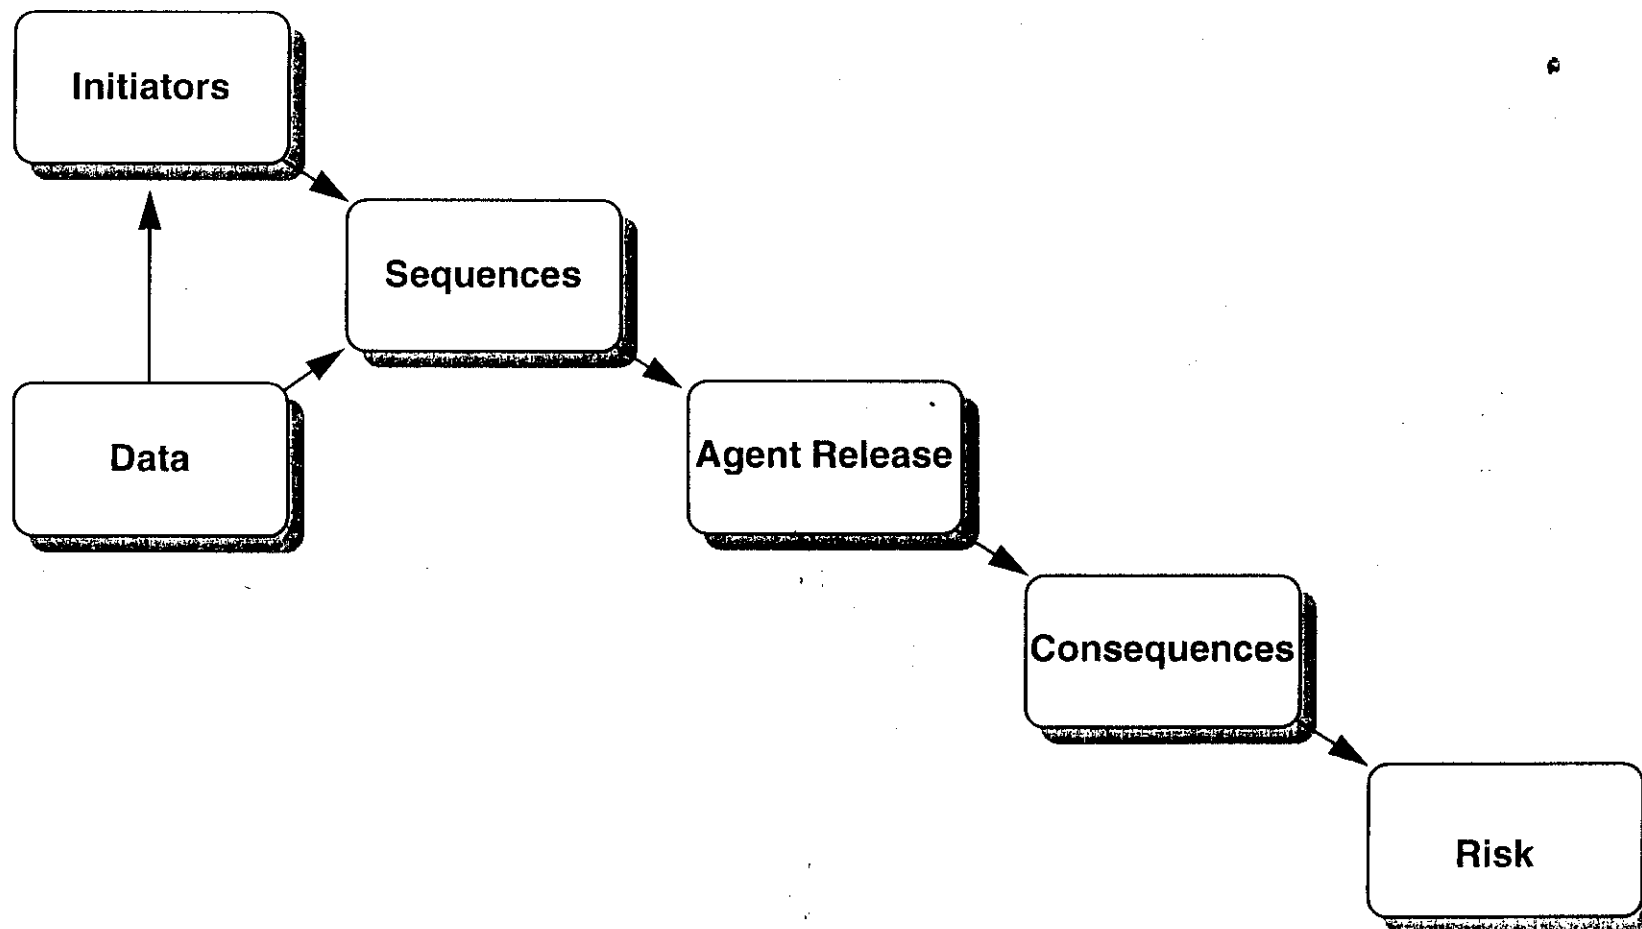 Initiators
Sequences
Data
Agent Release
Consequences
Risk